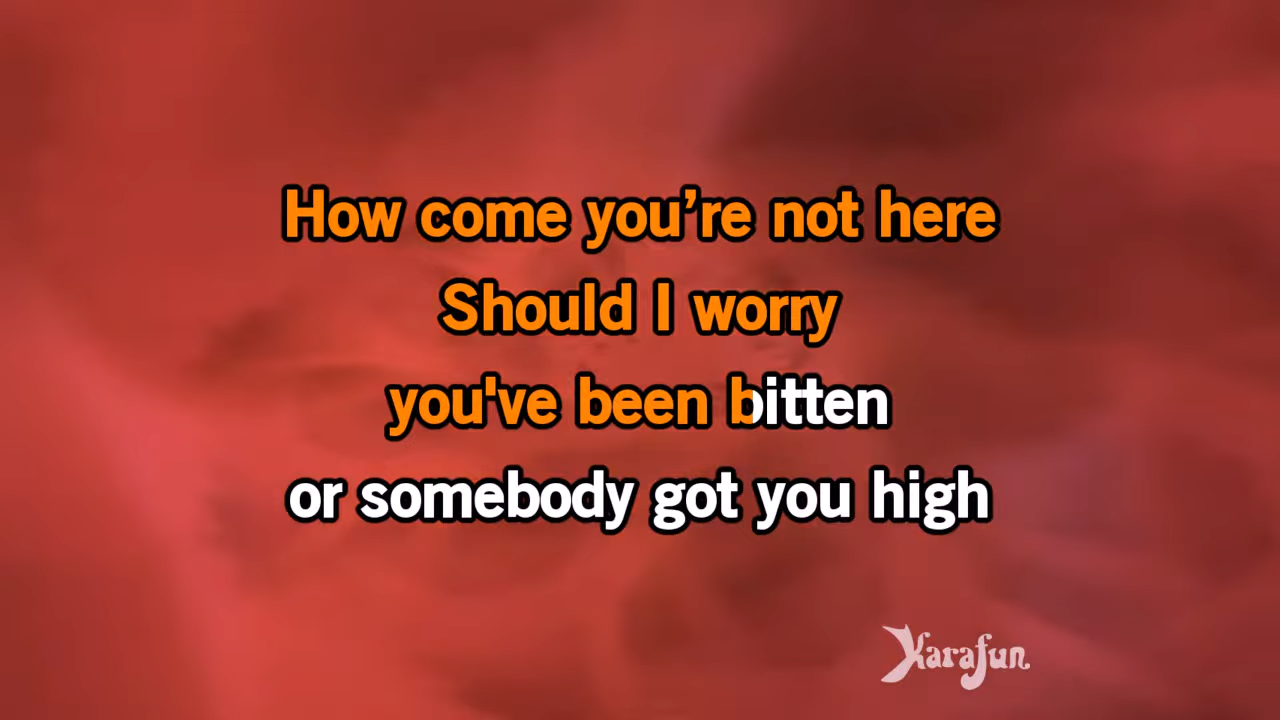 How come you’re not here
Should I worry
you've been bitten
or somebody got you high
Karafun